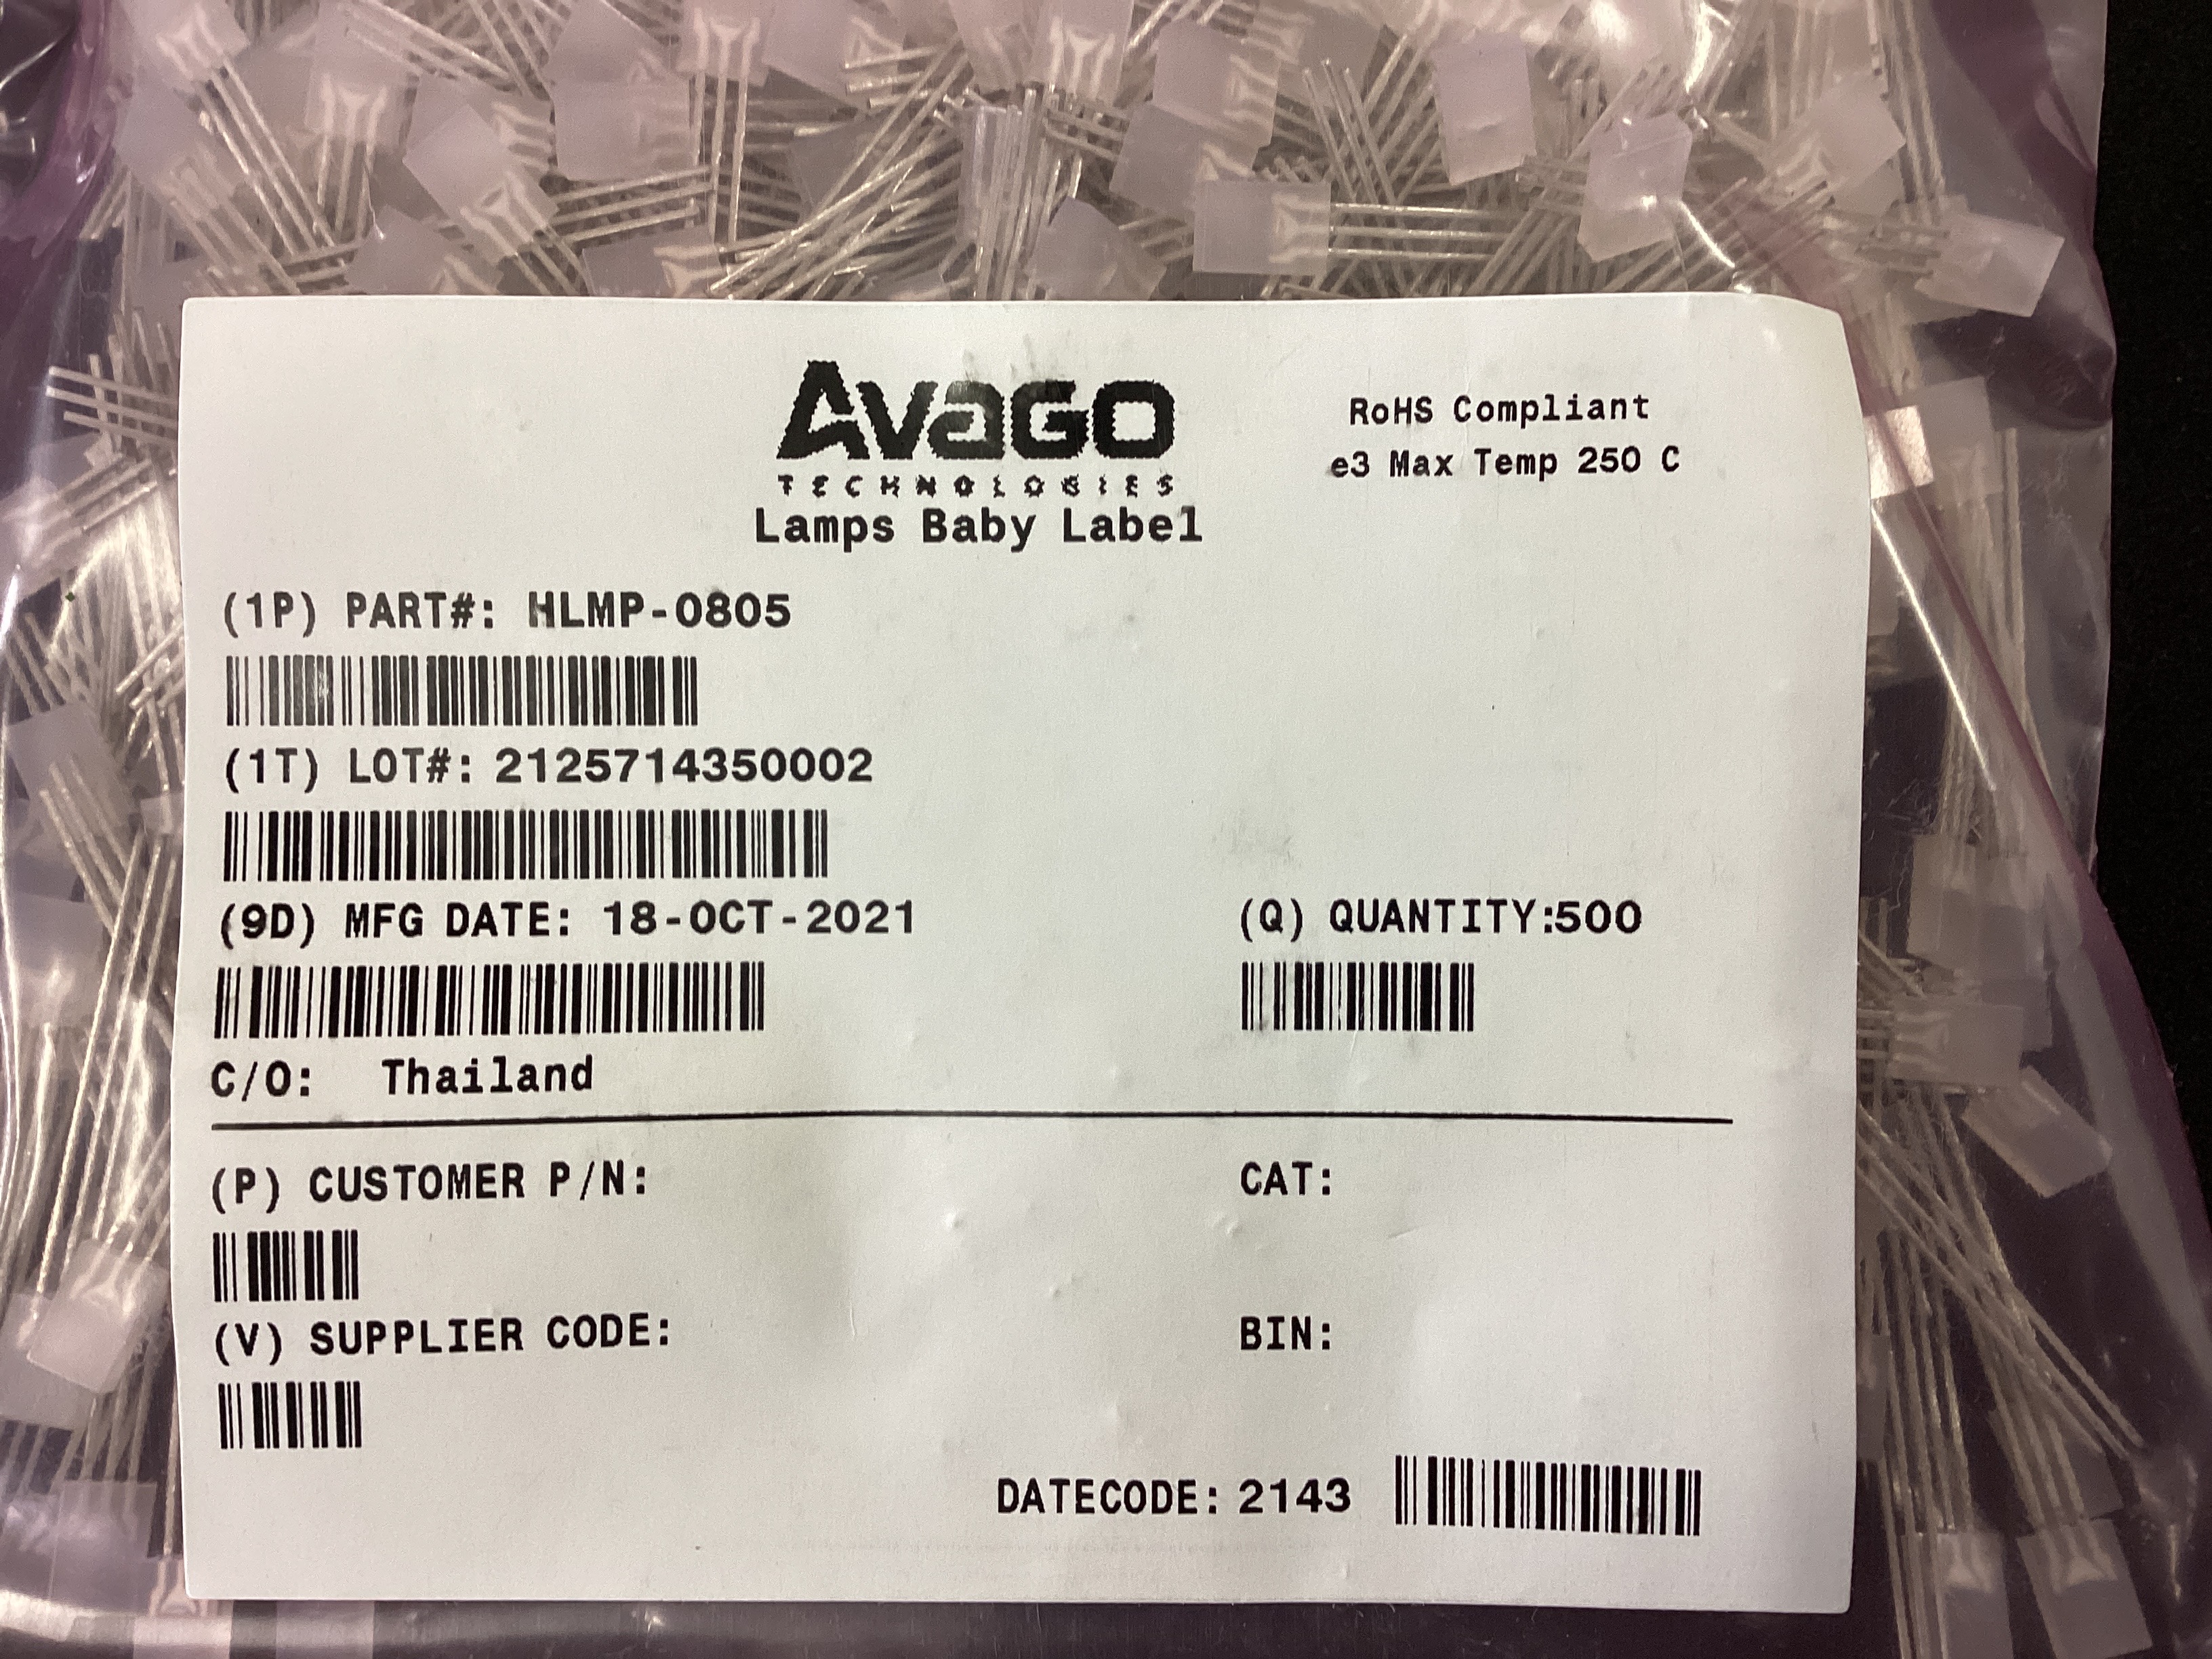 AvaGO
TECHNOLOGIES
Lamps Baby Label
RoHS Compliant
e3 Max Temp 250 C
(1P) PART#: HLMP-0805
(1T) LOT#: 2125714350002
(9D) MFG DATE: 18-OCT-2021
(Q) QUANTITY:500
C/O: Thailand
(P) CUSTOMER P/N:
CAT:
(V) SUPPLIER CODE:
BIN:
DATECODE: 2143